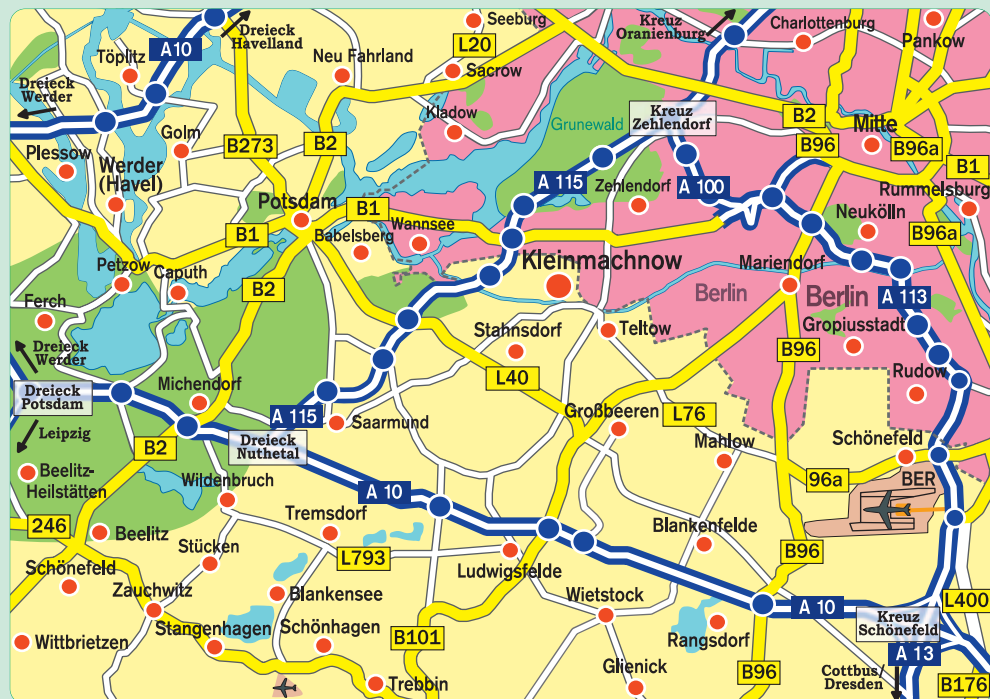 Seeburg
Dreieck
Havelland
Kreuz
Oranienburg
Charlottenburg
Pankow
A10
L20
Töplitz
Neu Fahrland
Sacrow
Dreieck
Werder
Kladow
Grunewald
Kreuz
Zehlendorf
B2
Mitte
Golm
B273
B2
B96
B96a
Plessow
Werder
(Havel)
B1
A 115
Zehlendorf
A 100
Rummelsburg
Potsdam
B1
Wannsee
Neukölln
B1
Babelsberg
B96a
Petzow
Caputh
Kleinmachnow
Mariendorf
B2
Berlin
Berlin
A 113
Ferch
Stahnsdorf
Teltow
Gropiusstadt
Dreieck
Werder
B96
Rudow
Dreieck
Potsdam
Michendorf
L40
A 115
Saarmund
Großbeeren
L76
Leipzig
B2
Dreieck
Nuthetal
Mahlow
Schönefeld
Beelitz-
Heilstätten
Wildenbruch
A 10
96a
BER
246
Beelitz
Tremsdorf
Blankenfelde
Stücken
L793
B96
Schönefeld
Ludwigsfelde
Zauchwitz
Blankensee
Wietstock
A 10
L400
Kreuz
Schönefeld
Wittbrietzen
Stangenhagen
Schönhagen
B101
Rangsdorf
A 13
Glienick
B96
Cottbus/
Dresden
B176
Trebbin